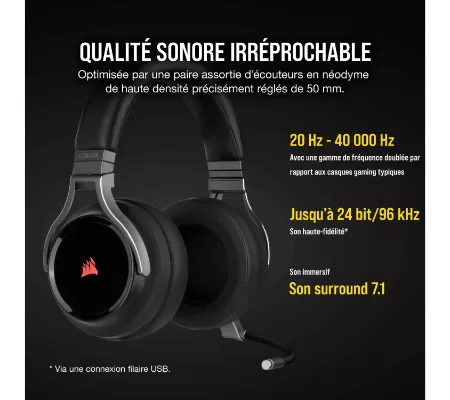 QUALITÉ SONORE IRRÉPROCHABLE
Optimisée par une paire assortie d'écouteurs en néodyme
de haute densité précisément réglés de 50 mm.
20 Hz - 40 000 Hz
Avec une gamme de fréquence doublée par
rapport aux casques gaming typiques
Jusqu'à 24 bit/96 kHz
Son haute-fidélité*
Son immersif
Son surround 7.1
* Via une connexion filaire USB.